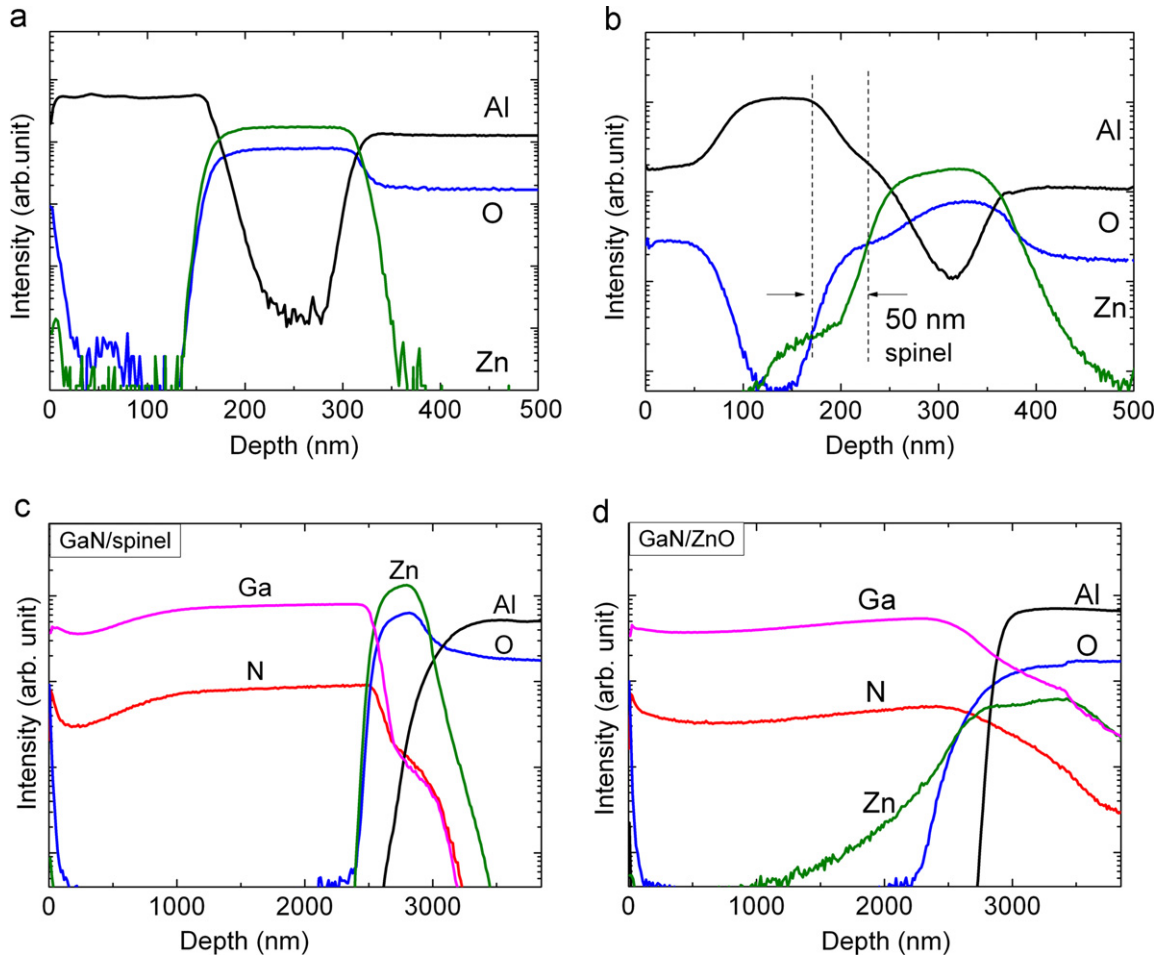 a
Intensity (arb.unit)
Al
O
Zn
0 100 200 300 400 500
Depth (nm)
b
Intensity (arb.unit)
Al
O
Zn
50 nm
spinel
0 100 200 300 400 500
Depth (nm)
c
GaN/spinel
Intensity (arb. unit)
Ga
N
Zn
Al
O
0 1000 2000 3000
Depth (nm)
d
GaN/ZnO
Intensity (arb. unit)
Ga
N
Zn
Al
O
0 1000 2000 3000
Depth (nm)